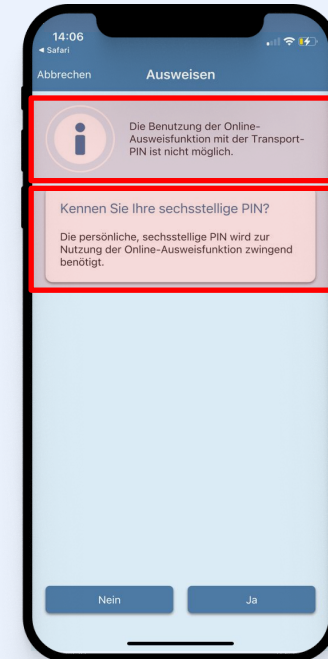 14:06
◀ Safari
Abbrechen
Ausweisen
Die Benutzung der Online-
Ausweisfunktion mit der Transport-
PIN ist nicht möglich.
Kennen Sie Ihre sechsstellige PIN?
Die persönliche, sechsstellige PIN wird zur
Nutzung der Online-Ausweisfunktion zwingend
benötigt.
Nein
Ja